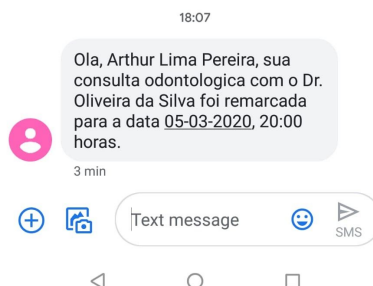 18:07
Ola, Arthur Lima Pereira, sua
consulta odontologica com o Dr.
Oliveira da Silva foi remarcada
para a data 05-03-2020, 20:00
horas.
3 min
Text message
SMS